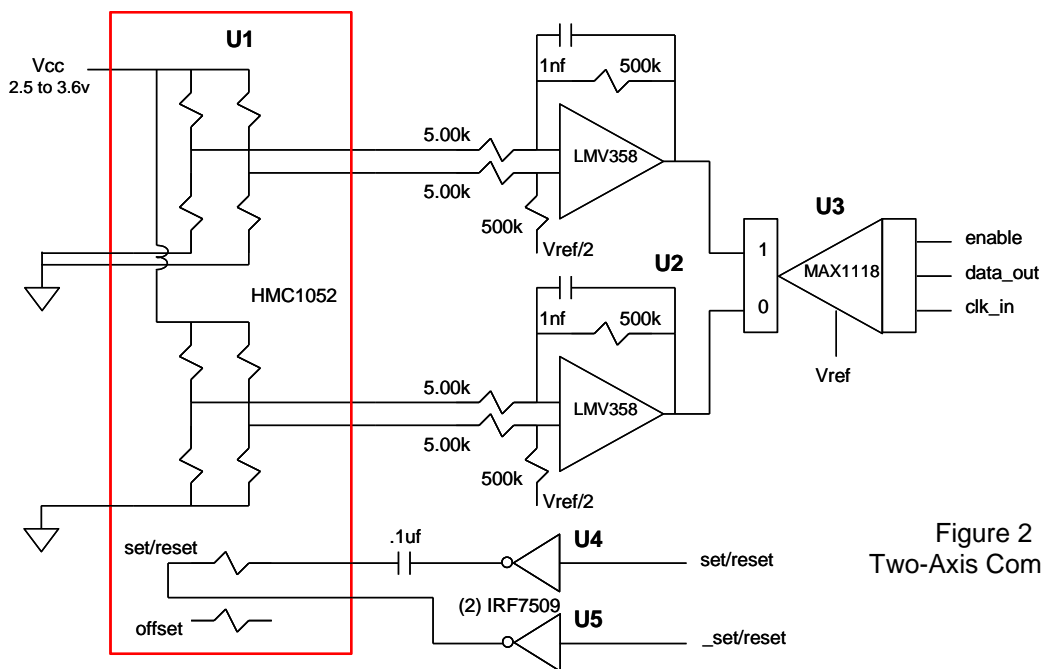 U1
Vcc
2.5 to 3.6v
1nf
500k
5.00k
LMV358
5.00k
500k
Vref/2
U3
1
MAX1118
0
enable
data_out
clk_in
Vref
HMC1052
U2
1nf
500k
5.00k
LMV358
5.00k
500k
Vref/2
set/reset
.1uf
U4
set/reset
(2) IRF7509
offset
U5
_set/reset
Figure 2
Two-Axis Com